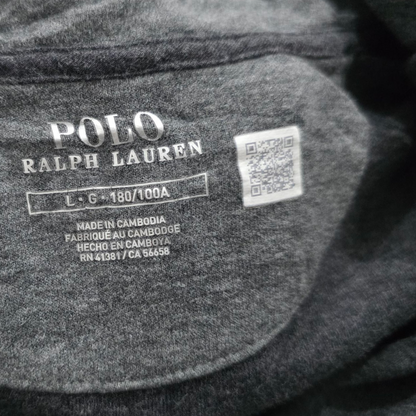 POLO
RALPH LAUREN
L • G • 180/100A
MADE IN CAMBODIA
FABRIQUÉ AU CAMBODGE
HECHO EN CAMBOYA
RN 41381 / CA 56658